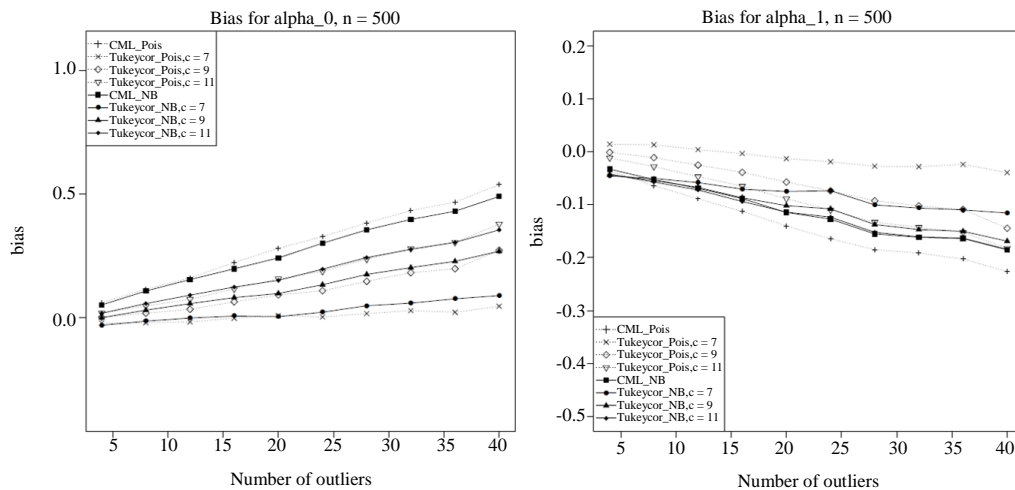 Bias for alpha_0, n = 500
1.0
0.5
0.0
bias
CML_Pois
Tukeycor_Pois,c = 7
Tukeycor_Pois,c = 9
Tukeycor_Pois,c = 11
CML_NB
Tukeycor_NB,c = 7
Tukeycor_NB,c = 9
Tukeycor_NB,c = 11
5 10 15 20 25 30 35 40
Number of outliers
Bias for alpha_1, n = 500
0.2
0.1
0.0
-0.1
-0.2
-0.3
-0.4
-0.5
bias
CML_Pois
Tukeycor_Pois,c = 7
Tukeycor_Pois,c = 9
Tukeycor_Pois,c = 11
CML_NB
Tukeycor_NB,c = 7
Tukeycor_NB,c = 9
Tukeycor_NB,c = 11
5 10 15 20 25 30 35 40
Number of outliers